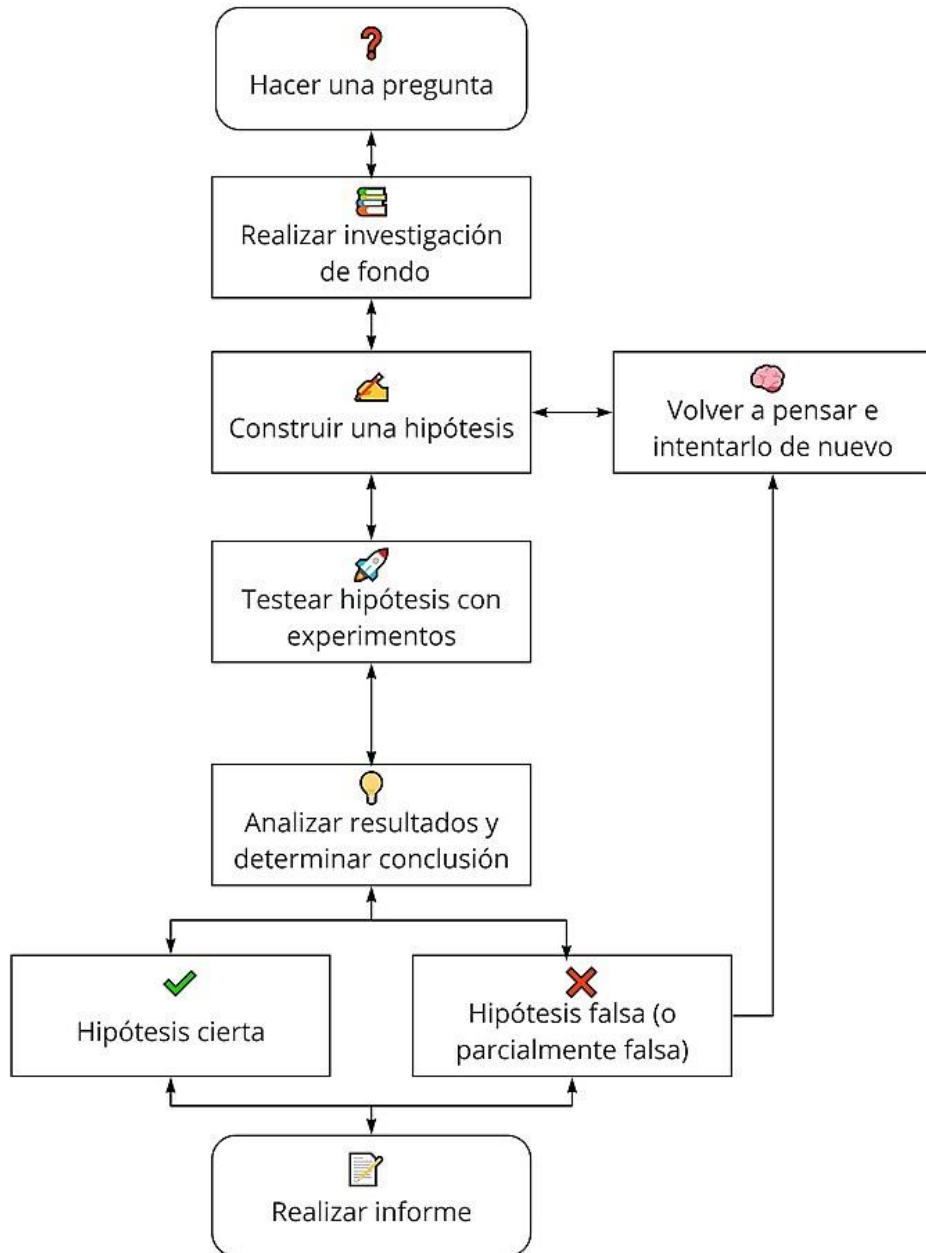 Hacer una pregunta
Realizar investigación
de fondo
Construir una hipótesis
Volver a pensar e
intentarlo de nuevo
Testear hipótesis con
experimentos
Analizar resultados y
determinar conclusión
Hipótesis cierta
Hipótesis falsa (o
parcialmente falsa)
Realizar informe